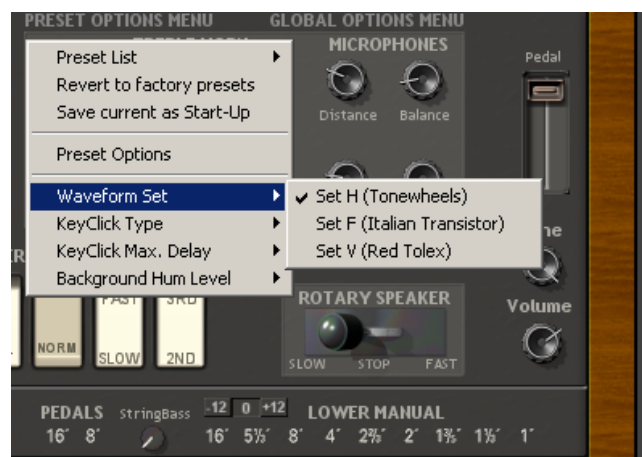 PRESET OPTIONS MENU GLOBAL OPTIONS MENU
MICROPHONES
Pedal
Preset List
Revert to factory presets
Save current as Start-Up
Distance Balance
Preset Options
Waveform Set
KeyClick Type
KeyClick Max. Delay
Background Hum Level
Set H (Tonewheels)
Set F (Italian Transistor)
Set V (Red Tolex)
FAST 3RD
NORM
SLOW 2ND
ROTARY SPEAKER
SLOW STOP FAST
Volume
PEDALS StringBass -12 0 +12 LOWER MANUAL
16´ 8´ 16´ 5⅓´ 8´ 4´ 2⅔´ 2´ 1⅗´ 1⅓´ 1´